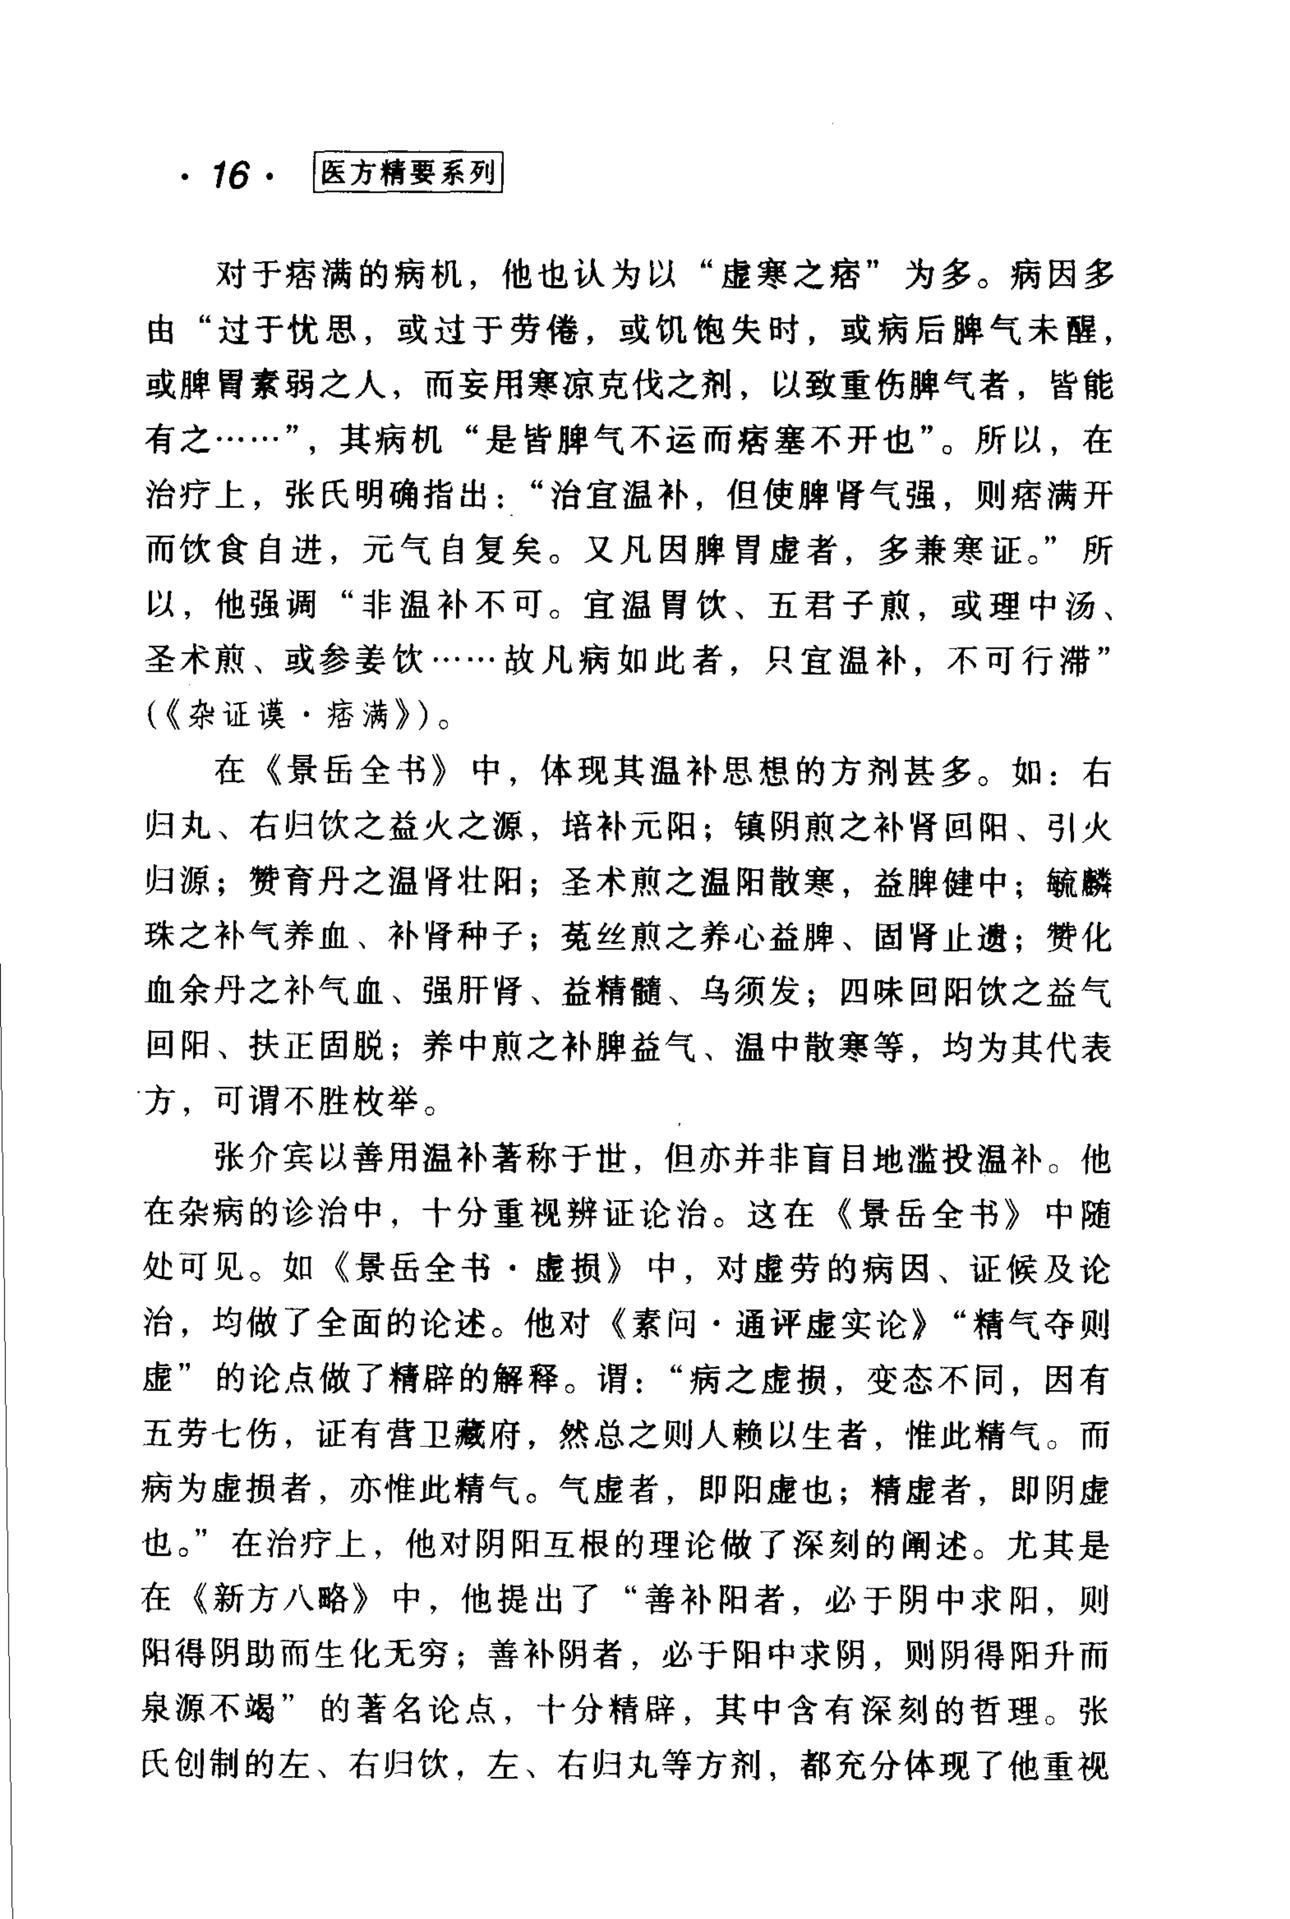 ·16· 医方精要系列
对于痞满的病机，他也认为以“虚寒之痞”为多。病因多
由“过于忧思，或过于劳倦，或饥饱失时，或病后脾气未醒，
或脾胃素弱之人，而妄用寒凉克伐之剂，以致重伤脾气者，皆能
有之……”，其病机“是皆脾气不运而痞塞不开也”。所以，在
治疗上，张氏明确指出：“治宜温补，但使脾肾气强，则痞满开
而饮食自进，元气自复矣。又凡因脾胃虚者，多兼寒证。”所
以，他强调“非温补不可。宜温胃饮、五君子煎，或理中汤、
圣术煎、或参姜饮……故凡病如此者，只宜温补，不可行滞”
（《杂证谟·痞满》）。
在《景岳全书》中，体现其温补思想的方剂甚多。如：右
归丸、右归饮之益火之源，培补元阳；镇阴煎之补肾回阳、引火
归源；赞育丹之温肾壮阳；圣术煎之温阳散寒，益脾健中；毓麟
珠之补气养血、补肾种子；菟丝煎之养心益脾、固肾止遗；赞化
血余丹之补气血、强肝肾、益精髓、乌须发；四味回阳饮之益气
回阳、扶正固脱；养中煎之补脾益气、温中散寒等，均为其代表
方，可谓不胜枚举。
张介宾以善用温补著称于世，但亦并非盲目地滥投温补。他
在杂病的诊治中，十分重视辨证论治。这在《景岳全书》中随
处可见。如《景岳全书·虚损》中，对虚劳的病因、证候及论
治，均做了全面的论述。他对《素问·通评虚实论》“精气夺则
虚”的论点做了精辟的解释。谓：“病之虚损，变态不同，因有
五劳七伤，证有营卫藏府，然总之则人赖以生者，惟此精气。而
病为虚损者，亦惟此精气。气虚者，即阳虚也；精虚者，即阴虚
也。”在治疗上，他对阴阳互根的理论做了深刻的阐述。尤其是
在《新方八略》中，他提出了“善补阳者，必于阴中求阳，则
阳得阴助而生化无穷；善补阴者，必于阳中求阴，则阴得阳升而
泉源不竭”的著名论点，十分精辟，其中含有深刻的哲理。张
氏创制的左、右归饮，左、右归丸等方剂，都充分体现了他重视